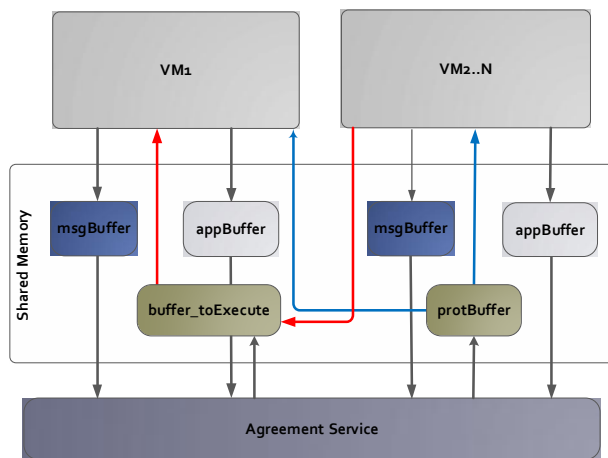 VM1
VM2..N
Shared Memory
msgBuffer
appBuffer
msgBuffer
appBuffer
buffer_toExecute
protBuffer
Agreement Service